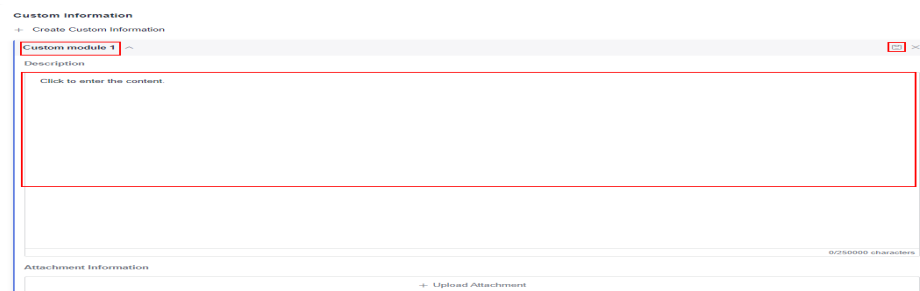 Custom Information
+ Create Custom Information
Custom module 1
Description
Click to enter the content.
0/250000 characters
Attachment Information
+ Upload Attachment